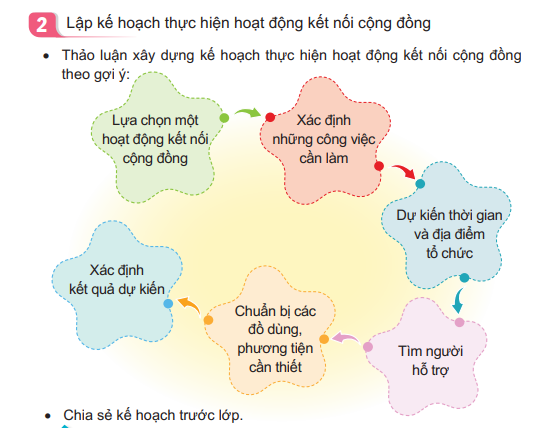 2 Lập kế hoạch thực hiện hoạt động kết nối cộng đồng
• Thảo luận xây dựng kế hoạch thực hiện hoạt động kết nối cộng đồng
theo gợi ý:
Lựa chọn một
hoạt động kết nối
cộng đồng
Xác định
những công việc
cần làm
Dự kiến thời gian
và địa điểm
tổ chức
Tìm người
hỗ trợ
Chuẩn bị các
đồ dùng,
phương tiện
cần thiết
Xác định
kết quả dự kiến
• Chia sẻ kế hoạch trước lớp.